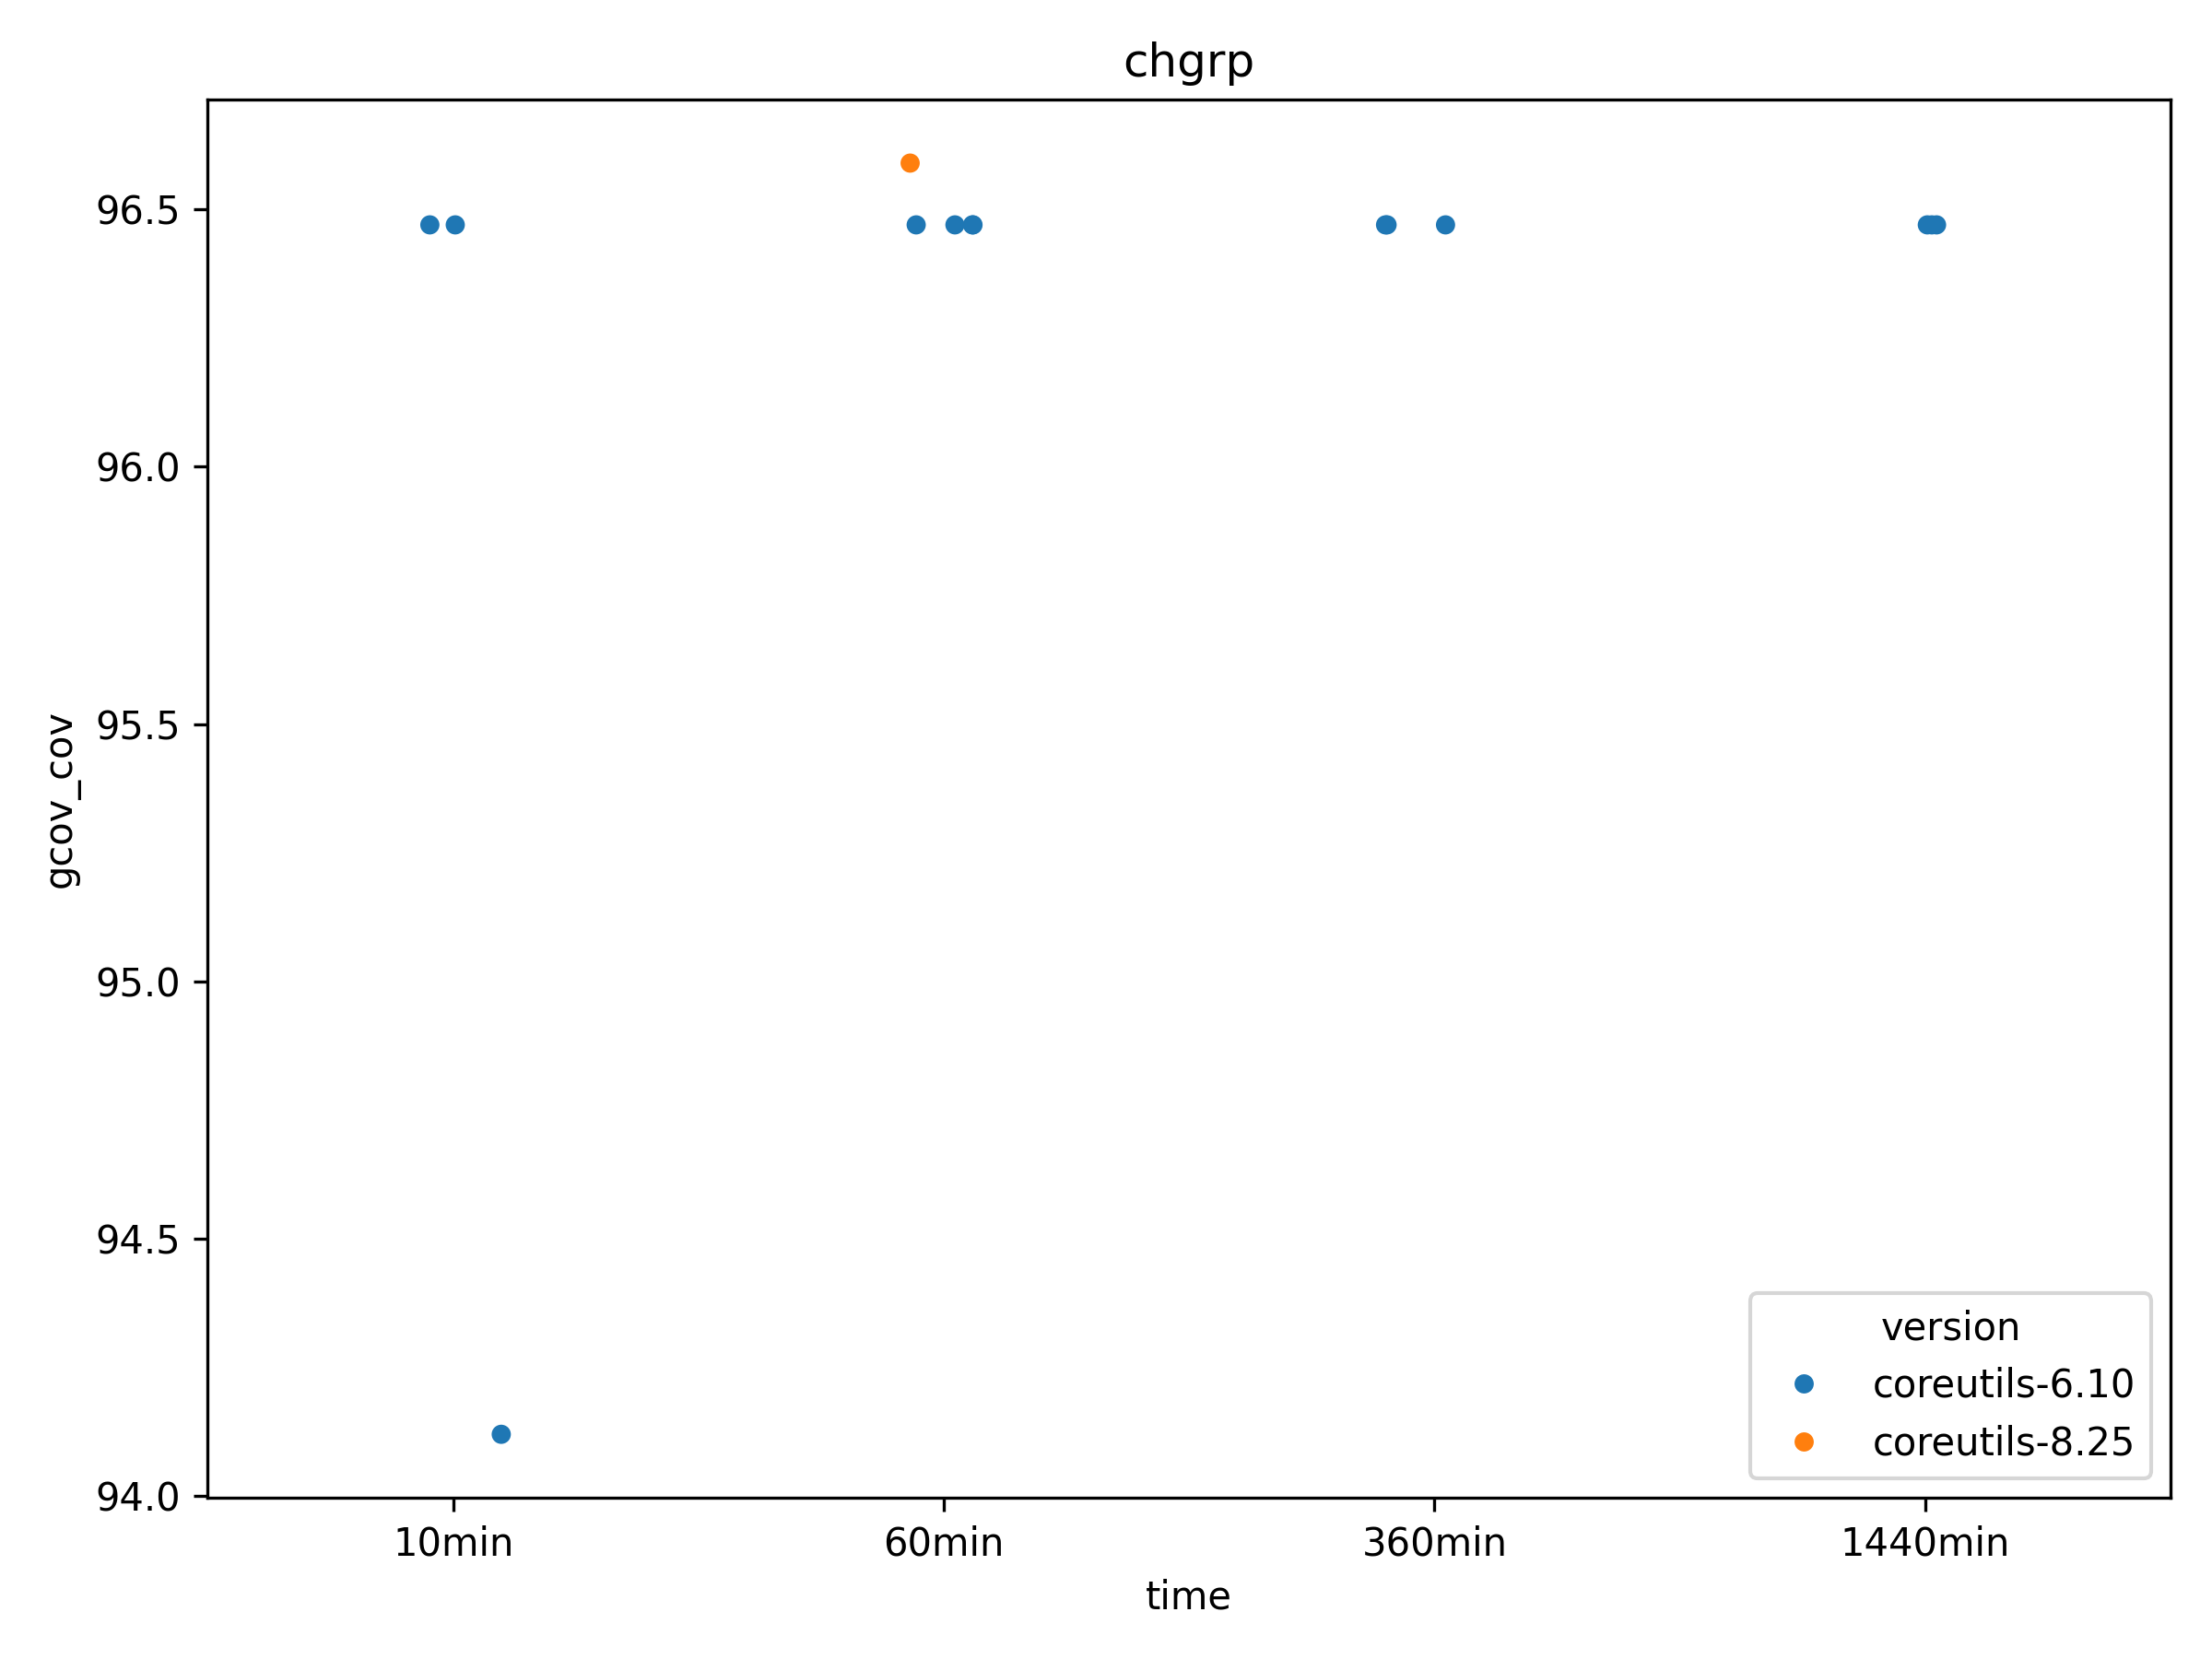 chgrp
96.5
96.0
95.5
95.0
94.5
94.0
gcov_cov
10min 60min 360min 1440min
time
version
coreutils-6.10
coreutils-8.25